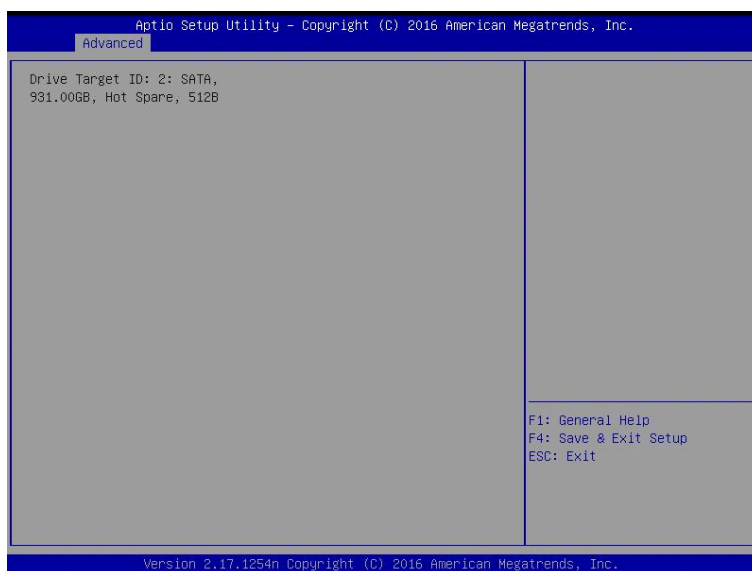 Aptio Setup Utility - Copyright (C) 2016 American Megatrends, Inc.
Advanced
Drive Target ID: 2: SATA,
931.00GB, Hot Spare, 512B
F1: General Help
F4: Save & Exit Setup
ESC: Exit
Version 2.17.1254n Copyright (C) 2016 American Megatrends, Inc.